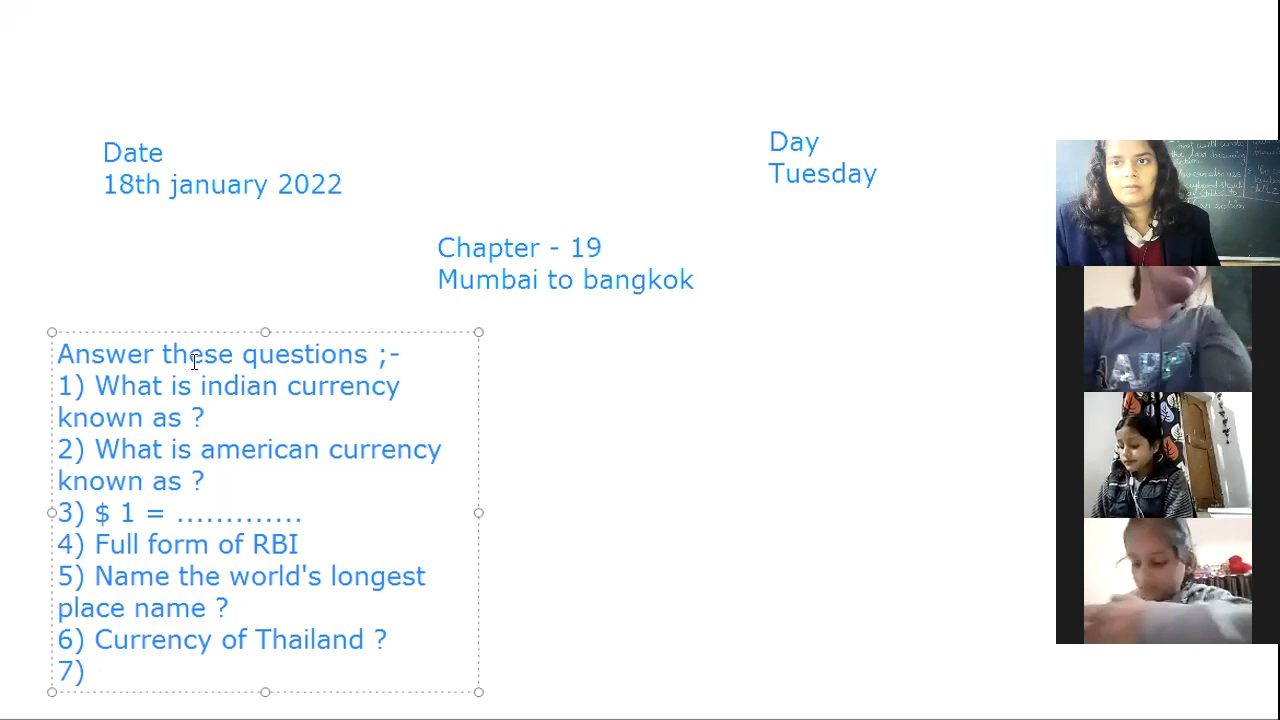 Date
18th january 2022
Day
Tuesday
Chapter - 19
Mumbai to bangkok
Answer these questions ;-
1) What is indian currency
known as ?
2) What is american currency
known as ?
3) $ 1 = .............
4) Full form of RBI
5) Name the world's longest
place name ?
6) Currency of Thailand ?
7)